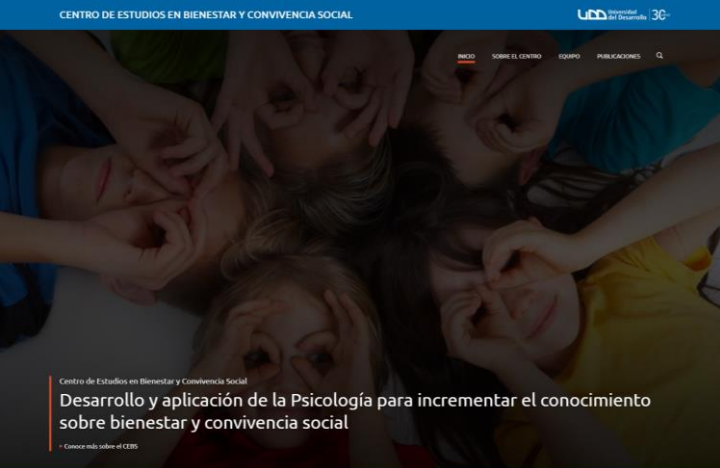 CENTRO DE ESTUDIOS EN BIENESTAR Y CONVIVENCIA SOCIAL
UDD Universidad del Desarrollo 30
INICIO SOBRE EL CENTRO EQUIPO PUBLICACIONES
Centro de Estudios en Bienestar y Convivencia Social
Desarrollo y aplicación de la Psicología para incrementar el conocimiento
sobre bienestar y convivencia social
> Conoce más sobre el CEBS